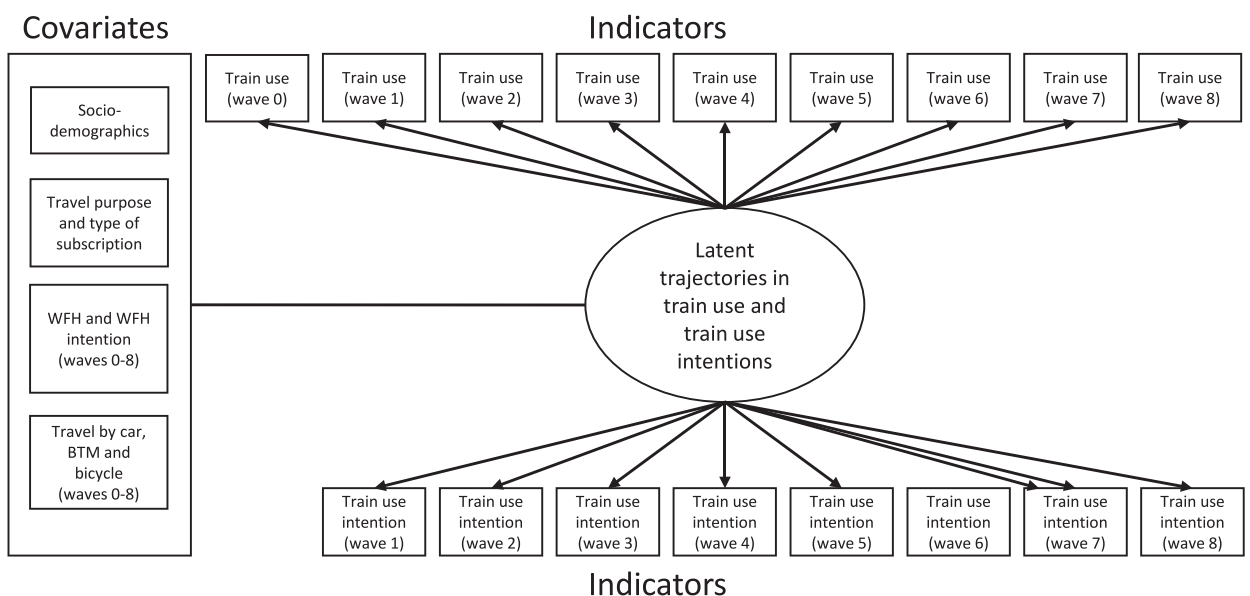 Covariates
Indicators
Socio-
demographics
Travel purpose
and type of
subscription
WFH and WFH
intention
(waves 0-8)
Travel by car,
BTM and
bicycle
(waves 0-8)
Train use
(wave 0)
Train use
(wave 1)
Train use
(wave 2)
Train use
(wave 3)
Train use
(wave 4)
Train use
(wave 5)
Train use
(wave 6)
Train use
(wave 7)
Train use
(wave 8)
Latent
trajectories in
train use and
train use
intentions
Train use
intention
(wave 1)
Train use
intention
(wave 2)
Train use
intention
(wave 3)
Train use
intention
(wave 4)
Train use
intention
(wave 5)
Train use
intention
(wave 6)
Train use
intention
(wave 7)
Train use
intention
(wave 8)
Indicators